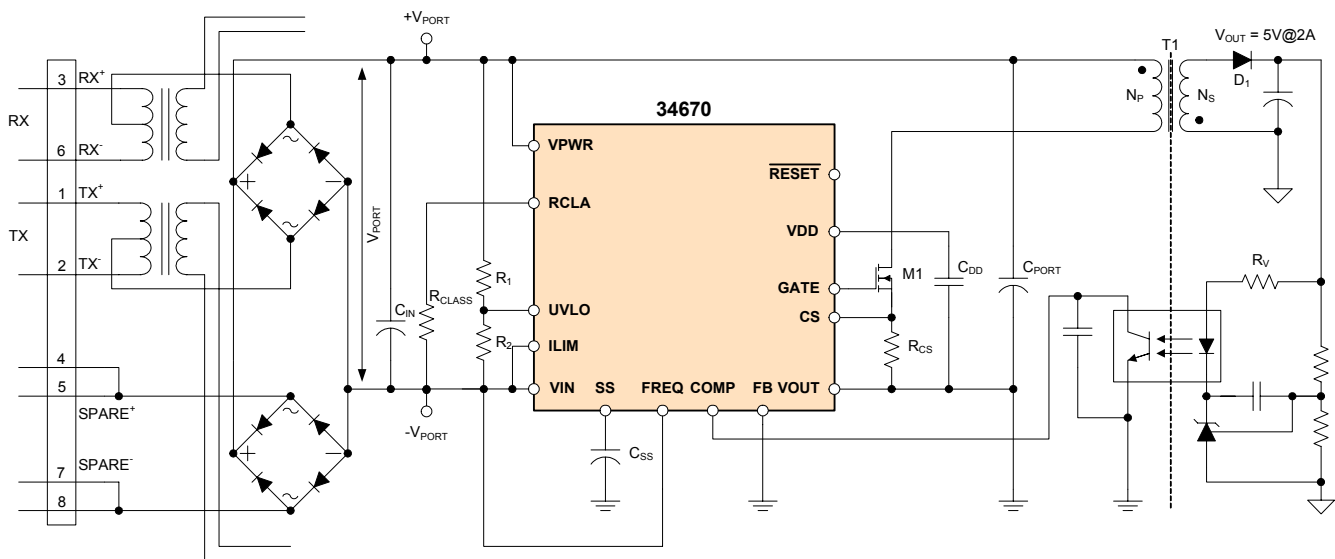 +VPORT
T1
VOUT = 5V@2A
3 RX+
RX
6 RX-
1 TX+
TX
2 TX-
4
5
SPARE+
7 SPARE-
8
~
+ −
~
~
+ −
~
VPORT
CIN
RCLASS
R1
R2
-VPORT
34670
VPWR
RCLA
UVLO
ILIM
VIN
SS
FREQ
COMP
FB
VOUT
RESET
VDD
GATE
CS
CSS
M1
RCS
CDD
CPORT
NP
NS
D1
RV